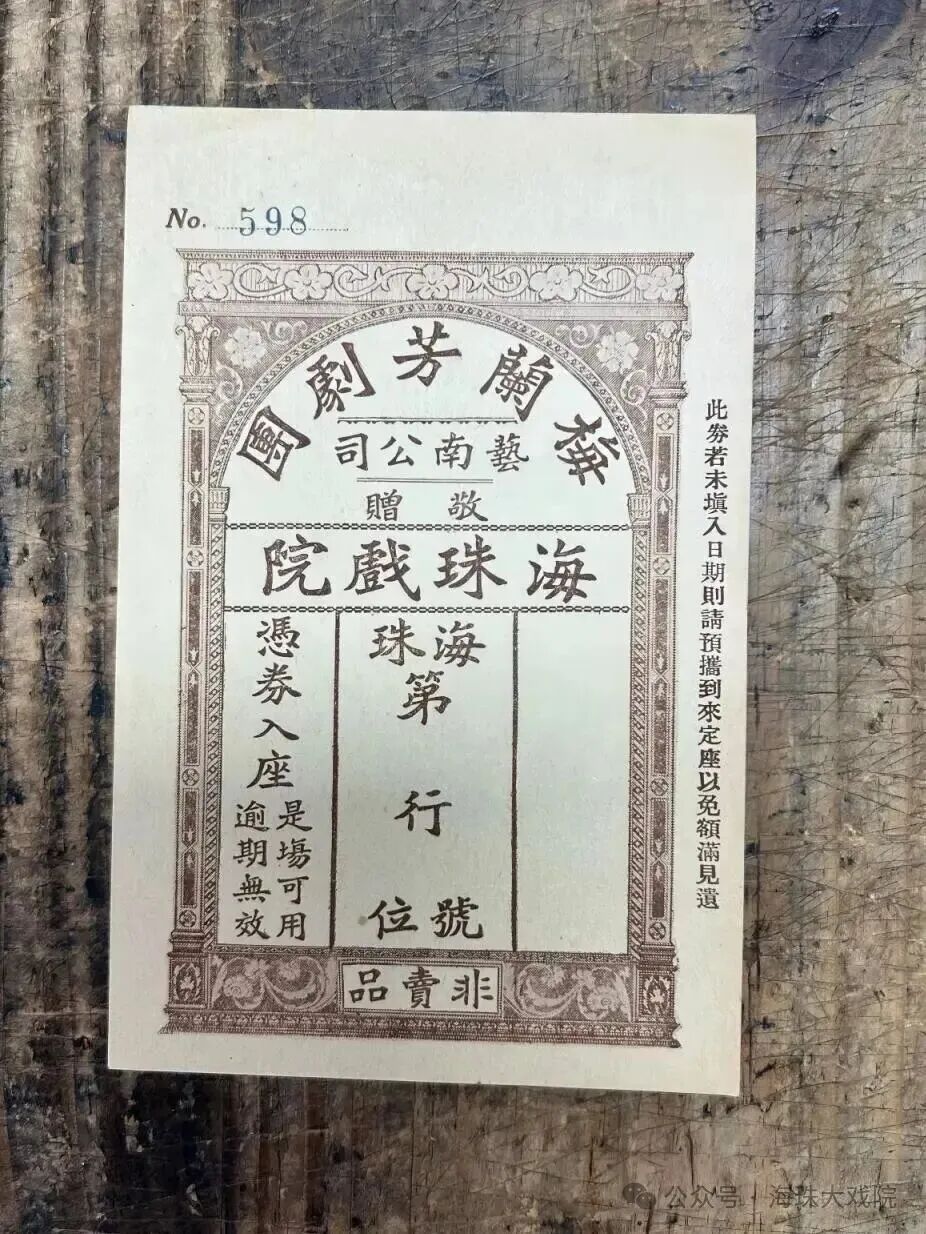 No. 598
梅蘭芳劇團
藝南公司
敬贈
海珠戲院
海珠
第
行
號位
憑券入座
是場可用
逾期無效
非賣品
此券若未塡入日期則請預攜到來定座以免額滿見遺
公众号 · 海珠大戏院